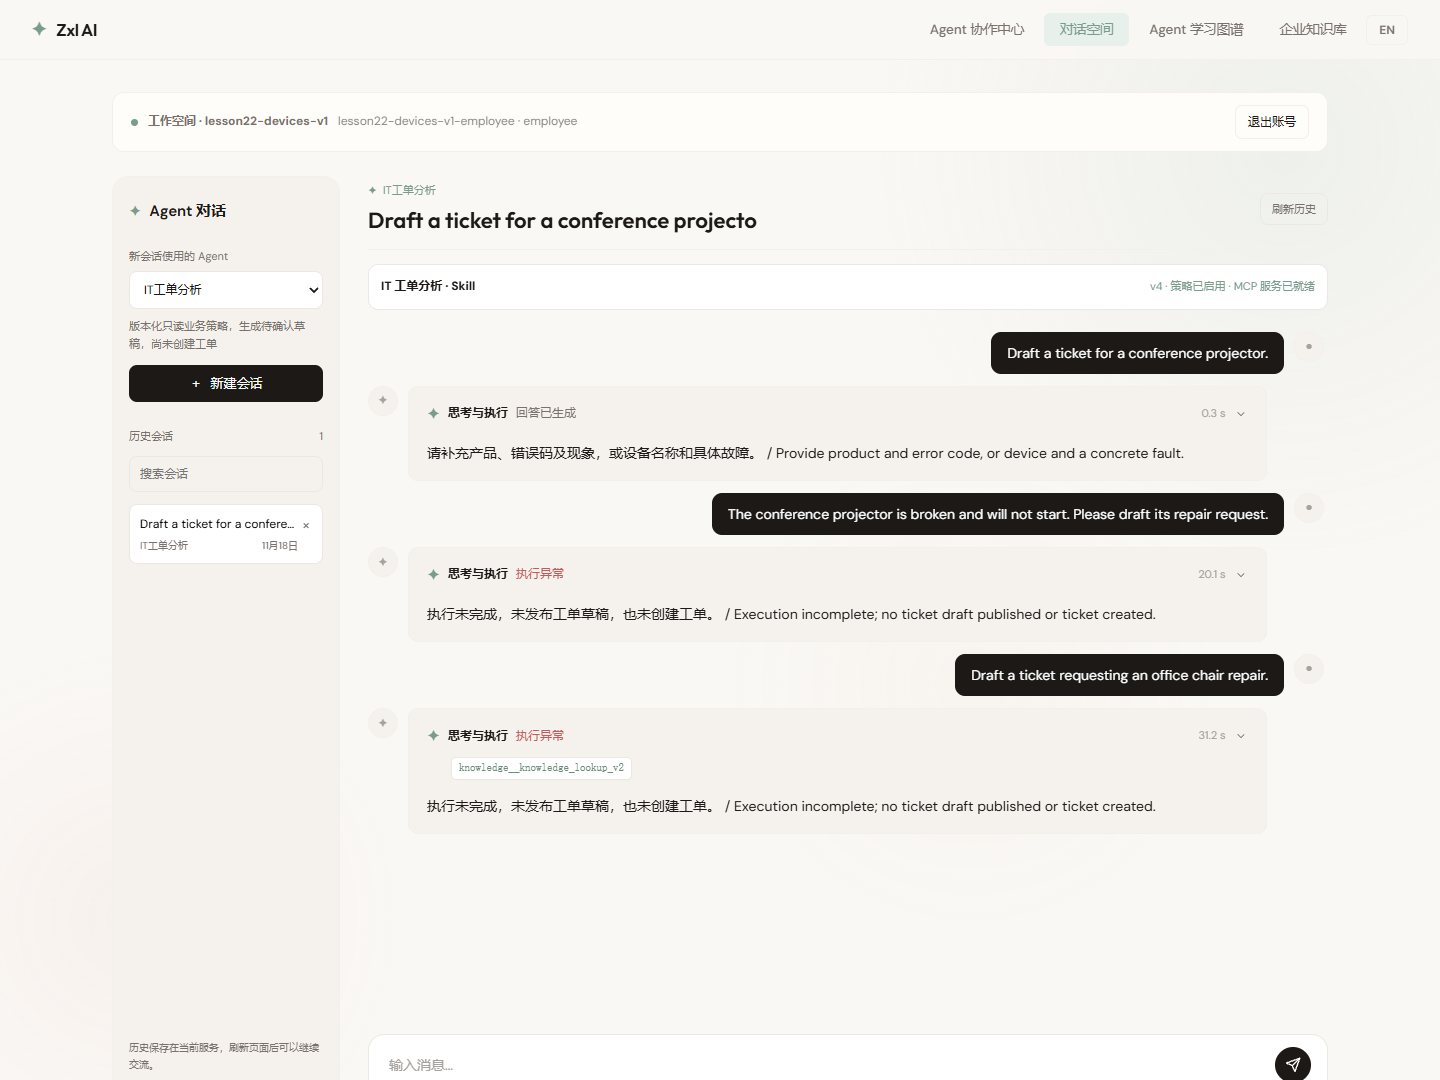 Zxl AI
Agent 协作中心
对话空间
Agent 学习图谱
企业知识库
EN
工作空间 · lesson22-devices-v1
lesson22-devices-v1-employee · employee
退出账号
Agent 对话
新会话使用的 Agent
IT工单分析
版本化只读业务策略，生成待确认草
稿，尚未创建工单
+ 新建会话
历史会话
1
搜索会话
Draft a ticket for a confere... ×
IT工单分析
11月18日
历史保存在当前服务，刷新页面后可以继续
交流。
IT工单分析
Draft a ticket for a conference projecto
刷新历史
IT 工单分析 · Skill
v4 · 策略已启用 · MCP 服务已就绪
Draft a ticket for a conference projector.
思考与执行 回答已生成
0.3 s
请补充产品、错误码及现象，或设备名称和具体故障。 / Provide product and error code, or device and a concrete fault.
The conference projector is broken and will not start. Please draft its repair request.
思考与执行 执行异常
20.1 s
执行未完成，未发布工单草稿，也未创建工单。 / Execution incomplete; no ticket draft published or ticket created.
Draft a ticket requesting an office chair repair.
思考与执行 执行异常
31.2 s
knowledge__knowledge_lookup_v2
执行未完成，未发布工单草稿，也未创建工单。 / Execution incomplete; no ticket draft published or ticket created.
输入消息...